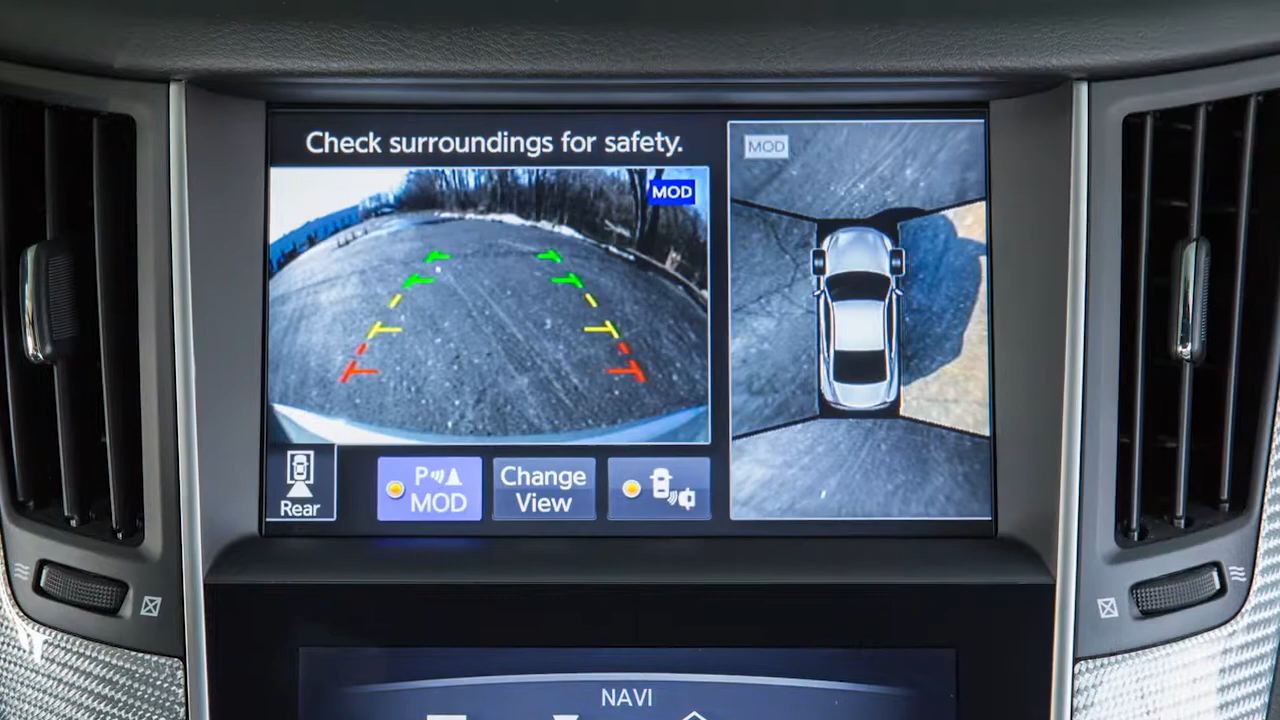 Check surroundings for safety.
MOD
MOD
Rear
P
MOD
Change
View
NAVI